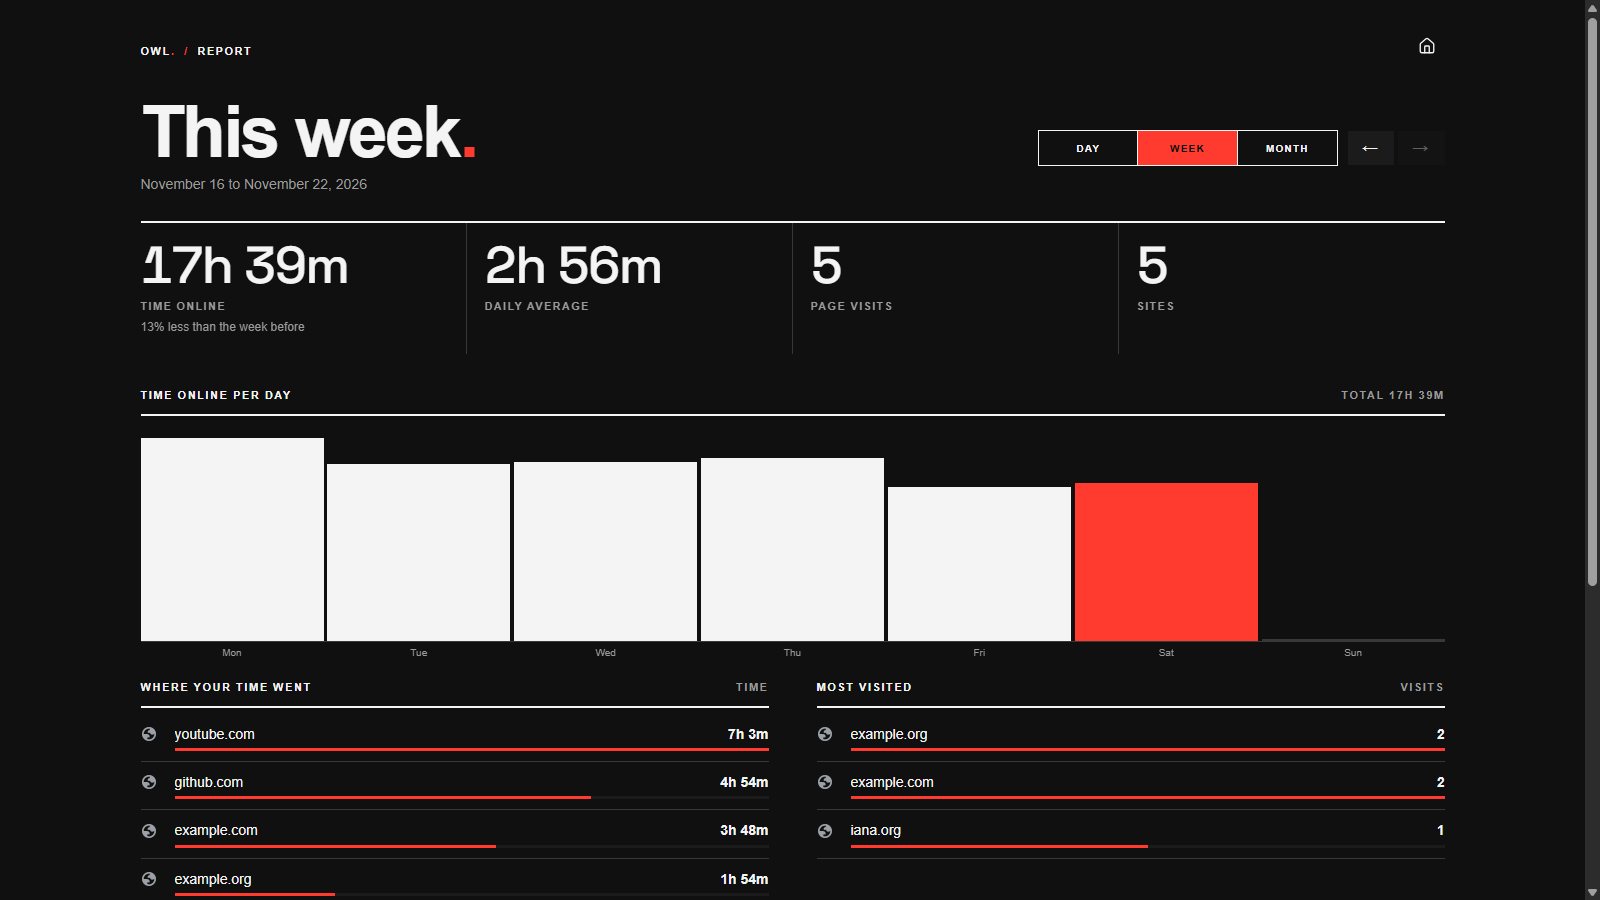 OWL. / REPORT
This week.
November 16 to November 22, 2026
DAY WEEK MONTH ← →
17h 39m
TIME ONLINE
13% less than the week before
2h 56m
DAILY AVERAGE
5
PAGE VISITS
5
SITES
TIME ONLINE PER DAY
TOTAL 17H 39M
Mon Tue Wed Thu Fri Sat Sun
WHERE YOUR TIME WENT TIME
youtube.com 7h 3m
github.com 4h 54m
example.com 3h 48m
example.org 1h 54m
MOST VISITED VISITS
example.org 2
example.com 2
iana.org 1